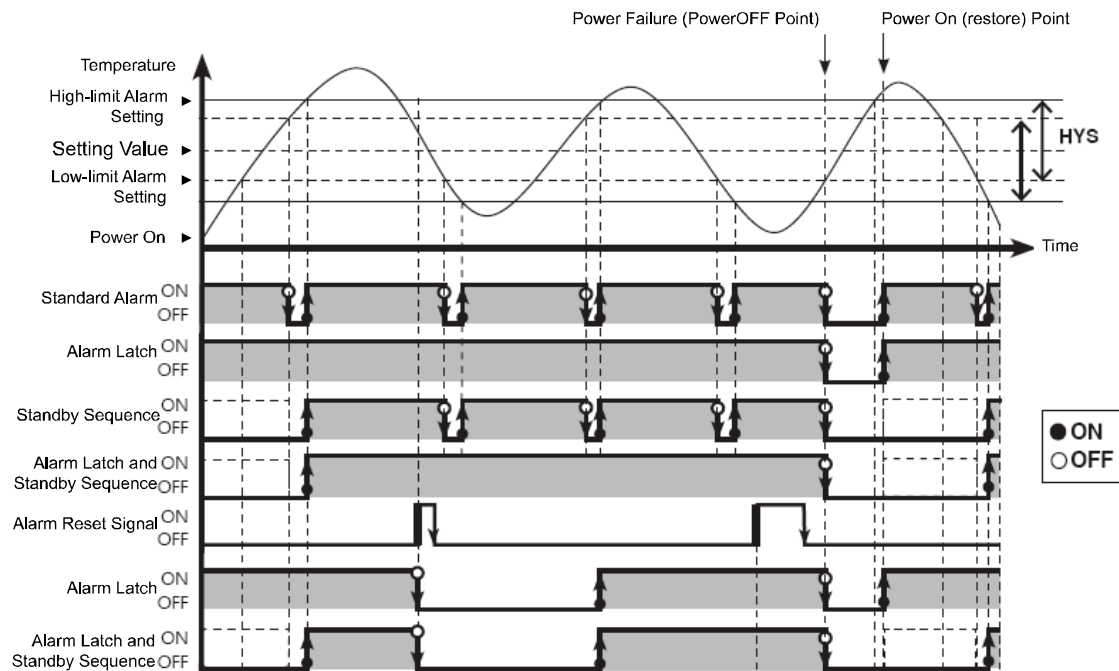 Power Failure (PowerOFF Point)
Power On (restore) Point
Temperature
High-limit Alarm
Setting
Setting Value
Low-limit Alarm
Setting
Power On
HYS
Time
Standard Alarm
ON
OFF
Alarm Latch
ON
OFF
Standby Sequence
ON
OFF
Alarm Latch and
Standby Sequence
ON
OFF
Alarm Reset Signal
ON
OFF
Alarm Latch
ON
OFF
Alarm Latch and
Standby Sequence
ON
OFF
ON
OFF